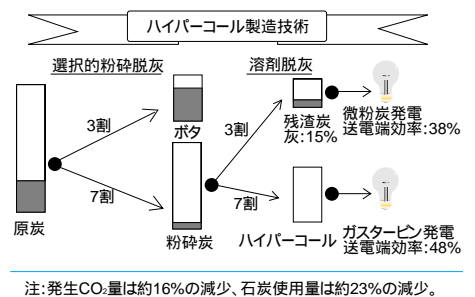 ハイパーコール製造技術
選択的粉砕脱灰
溶剤脱灰
3割
ボタ
3割
残渣炭
灰:15%
微粉炭発電
送電端効率:38%
7割
原炭
粉砕炭
7割
ハイパーコール
ガスタービン発電
送電端効率:48%
注:発生CO₂量は約16%の減少、石炭使用量は約23%の減少。